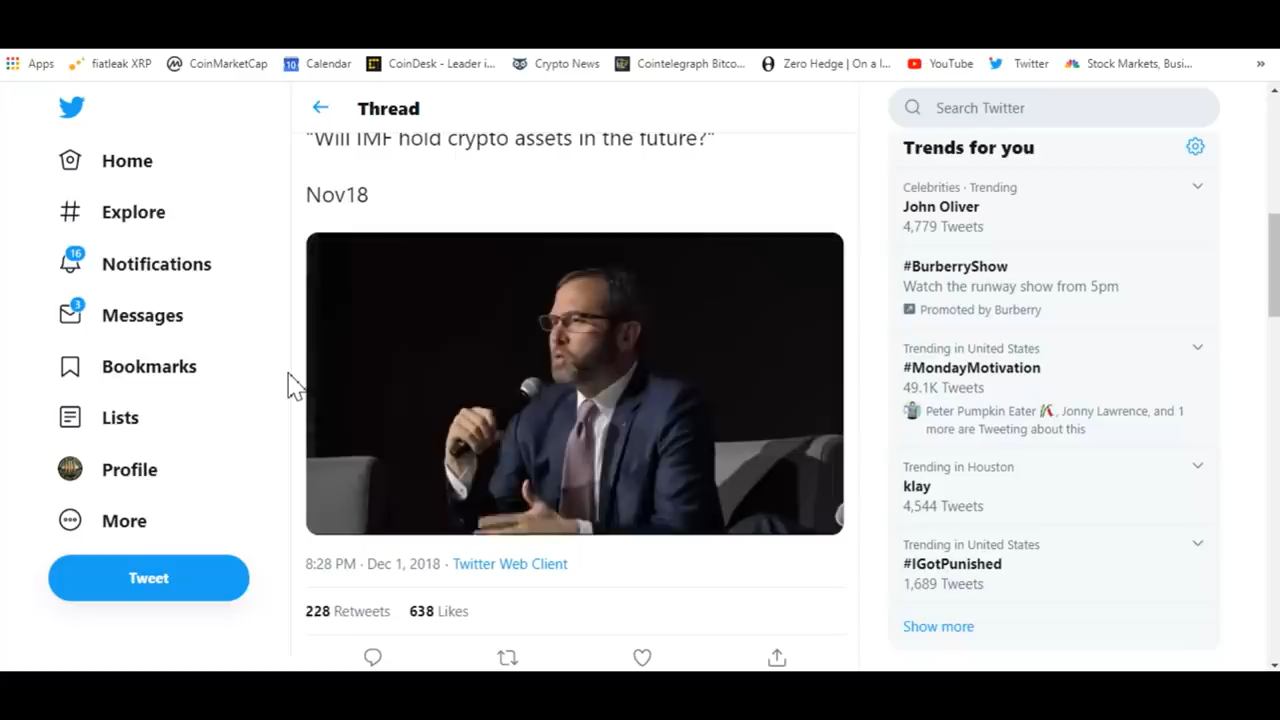 Apps
fiatleak XRP
CoinMarketCap
Calendar
CoinDesk - Leader i...
Crypto News
Cointelegraph Bitco...
Zero Hedge | On a l...
YouTube
Twitter
Stock Markets, Busi...
»
Home
Explore
16
Notifications
3
Messages
Bookmarks
Lists
Profile
More
Tweet
Thread
"Will IMF hold crypto assets in the future?"
Nov18
8:28 PM · Dec 1, 2018 · Twitter Web Client
228 Retweets 638 Likes
Search Twitter
Trends for you
Celebrities · Trending
John Oliver
4,779 Tweets
#BurberryShow
Watch the runway show from 5pm
Promoted by Burberry
Trending in United States
#MondayMotivation
49.1K Tweets
Peter Pumpkin Eater , Jonny Lawrence, and 1
more are Tweeting about this
Trending in Houston
klay
4,544 Tweets
Trending in United States
#IGotPunished
1,689 Tweets
Show more